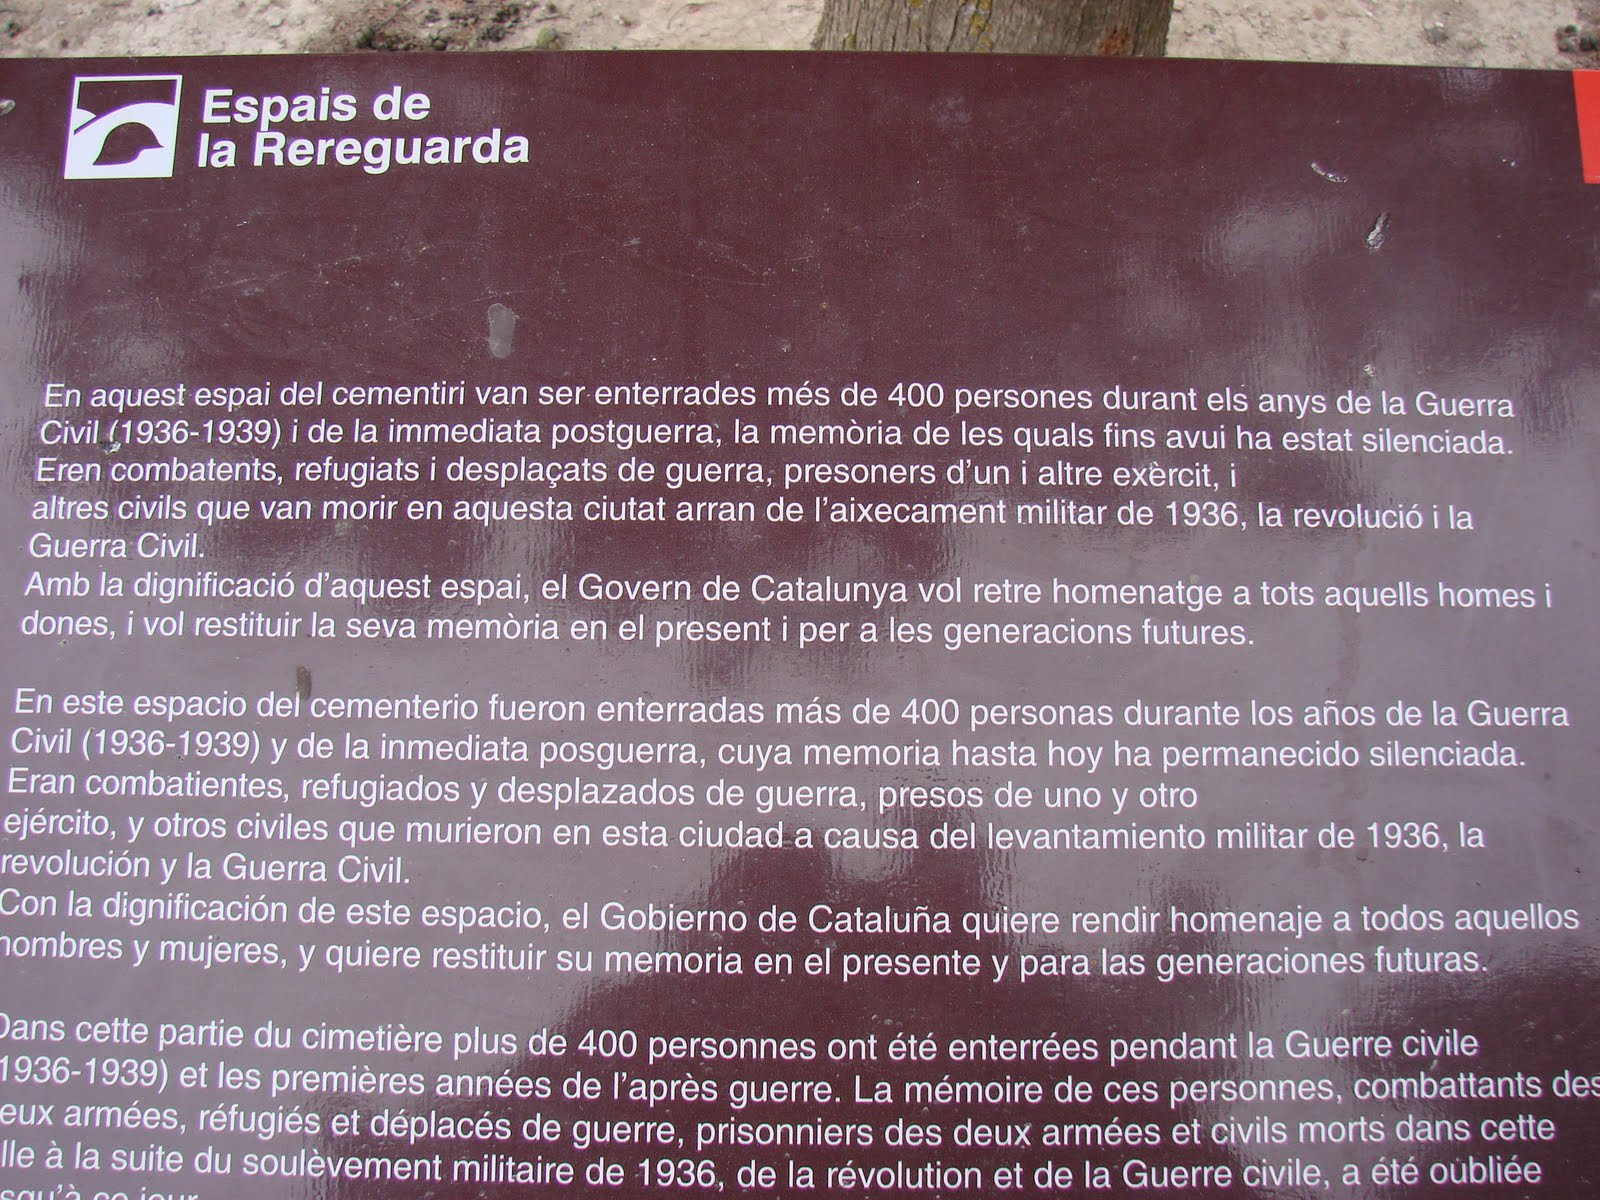 Espais de
la Rereguarda
En aquest espai del cementiri van ser enterrades més de 400 persones durant els anys de la Guerra
Civil (1936-1939) i de la immediata postguerra, la memòria de les quals fins avui ha estat silenciada.
Eren combatents, refugiats i desplaçats de guerra, presoners d'un i altre exèrcit, i
altres civils que van morir en aquesta ciutat arran de l'aixecament militar de 1936, la revolució i la
Guerra Civil.
Amb la dignificació d'aquest espai, el Govern de Catalunya vol retre homenatge a tots aquells homes i
dones, i vol restituir la seva memòria en el present i per a les generacions futures.
En este espacio del cementerio fueron enterradas más de 400 personas durante los años de la Guerra
Civil (1936-1939) y de la inmediata posguerra, cuya memoria hasta hoy ha permanecido silenciada.
Eran combatientes, refugiados y desplazados de guerra, presos de uno y otro
ejército, y otros civiles que murieron en esta ciudad a causa del levantamiento militar de 1936, la
revolución y la Guerra Civil.
Con la dignificación de este espacio, el Gobierno de Cataluña quiere rendir homenaje a todos aquellos
hombres y mujeres, y quiere restituir su memoria en el presente y para las generaciones futuras.
Dans cette partie du cimetière plus de 400 personnes ont été enterrées pendant la Guerre civile
1936-1939) et les premières années de l'après guerre. La mémoire de ces personnes, combattants des
eux armées, réfugiés et déplacés de guerre, prisonniers des deux armées et civils morts dans cette
lle à la suite du soulèvement militaire de 1936, de la révolution et de la Guerre civile, a été oubliée
squ'à ce jour